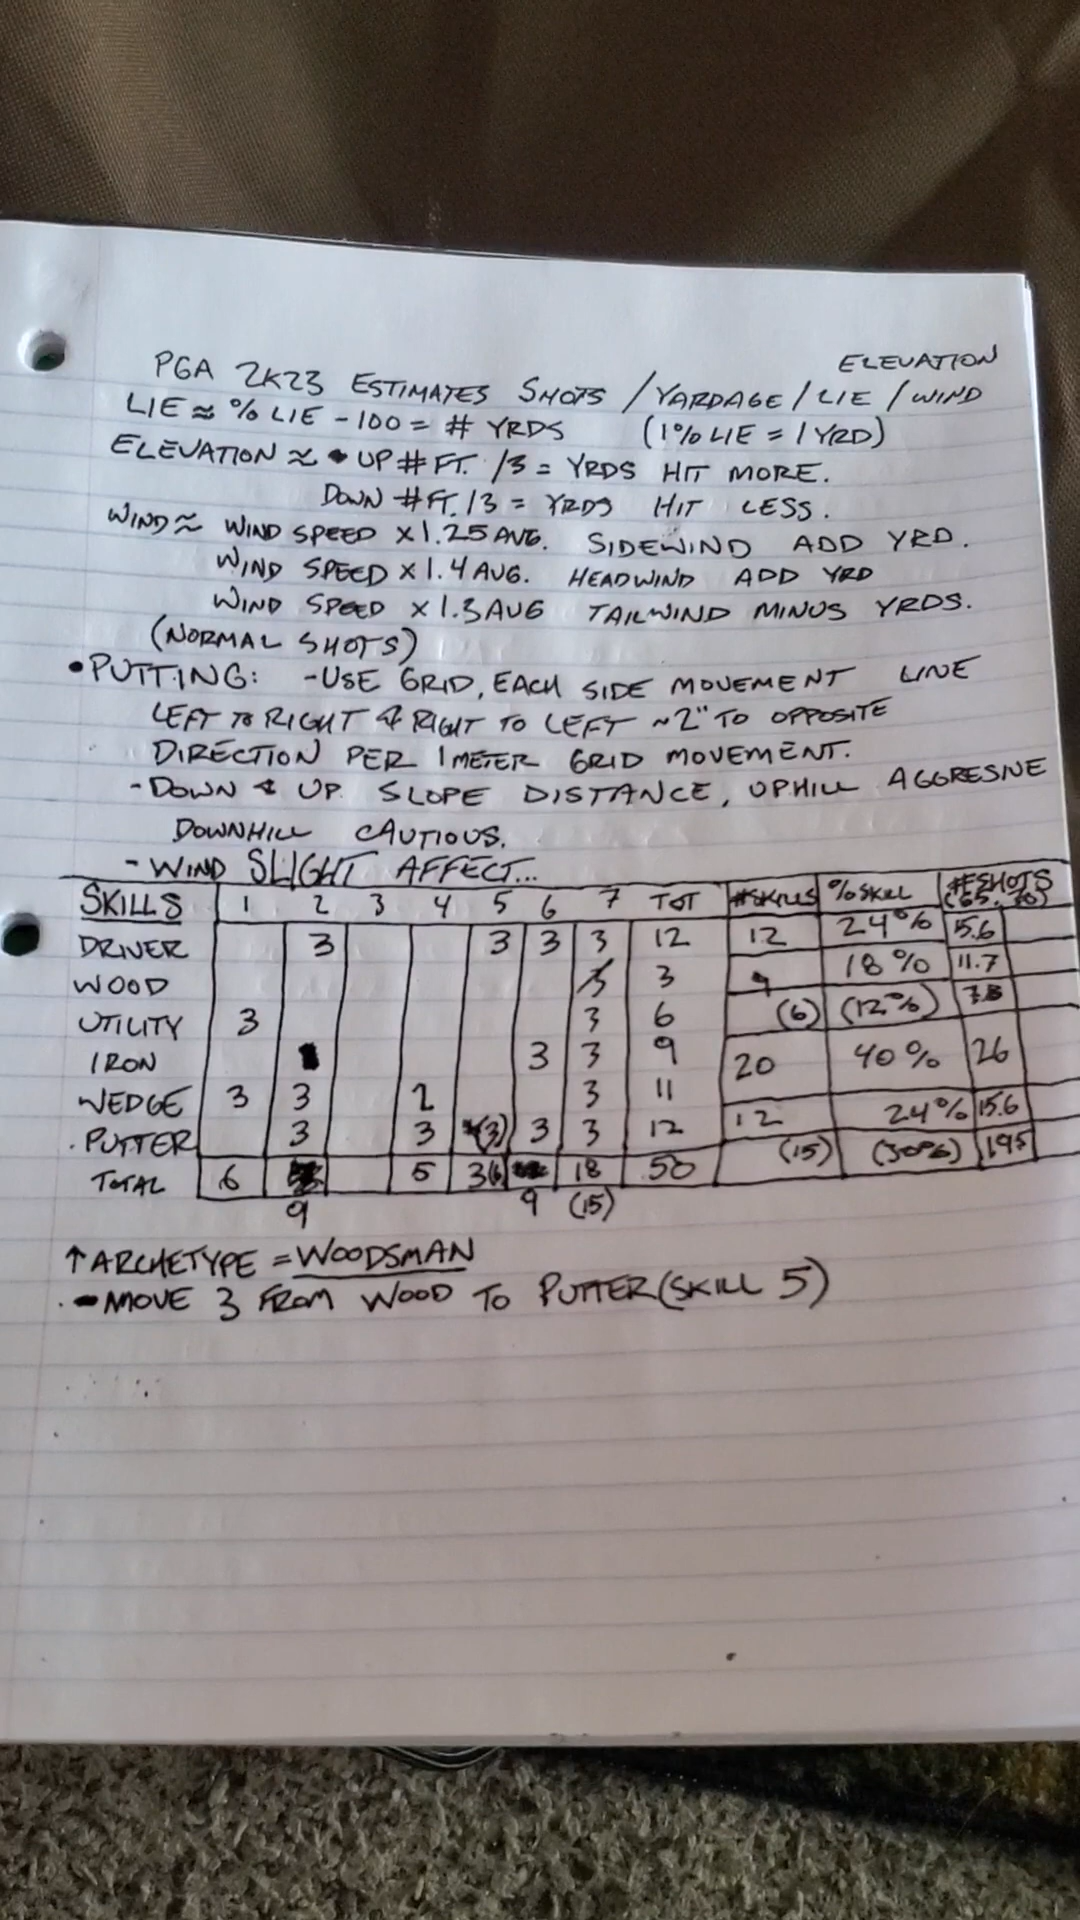 ELEVATION
PGA 2K23 ESTIMATES SHOTS / YARDAGE / LIE / WIND
LIE ≈ % LIE - 100 = # YRDS (1% LIE = 1 YRD)
ELEVATION ≈ UP # FT. /3 = YRDS HIT MORE.
DOWN # FT. /3 = YRDS HIT LESS.
WIND ≈ WIND SPEED X 1.25 AVG. SIDEWIND ADD YRD.
WIND SPEED X 1.4 AVG. HEADWIND ADD YRD
WIND SPEED X 1.3 AVG TAILWIND MINUS YRDS.
(NORMAL SHOTS)
• PUTTING: - USE GRID, EACH SIDE MOVEMENT LINE
LEFT TO RIGHT & RIGHT TO LEFT ~2" TO OPPOSITE
DIRECTION PER 1 METER GRID MOVEMENT.
- DOWN & UP SLOPE DISTANCE, UPHILL AGGRESIVE
DOWNHILL CAUTIOUS.
- WIND SLIGHT AFFECT...
SKILLS 1 2 3 4 5 6 7 TOT #SKILLS % SKILL #SHOTS
DRIVER 3 3 3 3 12 12 24% 15.6
WOOD 3 3 9 18% 11.7
UTILITY 3 3 6 (6) (12%) 7.8
IRON 3 3 9 20 40% 26
WEDGE 3 3 2 3 11 12 24% 15.6
PUTTER 3 3 (3) 3 3 12 (15) (30%) 19.5
TOTAL 6 5 3 18 50
9 9 (15)
↑ ARCHETYPE = WOODSMAN
- MOVE 3 FROM WOOD TO PUTTER (SKILL 5)